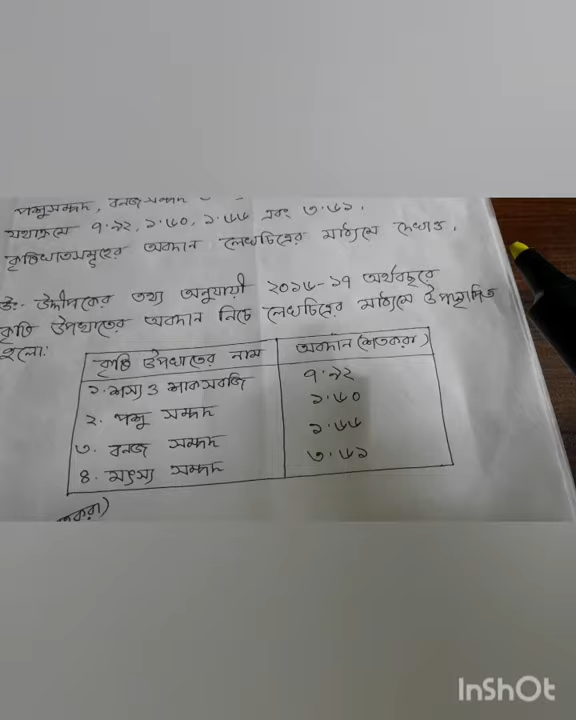 পশুসম্পদ, বনজসম্পদ
যথাক্রমে ৭.৯২, ১.৬০, ১.৬৬ এবং ৩.৬১.
কৃষিখাতসমূহের অবদান লেখচিত্রের মাধ্যমে দেখাও.
উঃ- উদ্দীপকের তথ্য অনুযায়ী ২০১৬-১৭ অর্থবছরে
কৃষি উপখাতের অবদান নিচে লেখচিত্রের মাধ্যমে উপস্থাপিত
হলো:
কৃষি উপখাতের নাম অবদান (শতকরা)
১. শস্য ও শাকসবজি ৭.৯২
২. পশু সম্পদ ১.৬০
৩. বনজ সম্পদ ১.৬৬
৪. মৎস্য সম্পদ ৩.৬১
InShOt